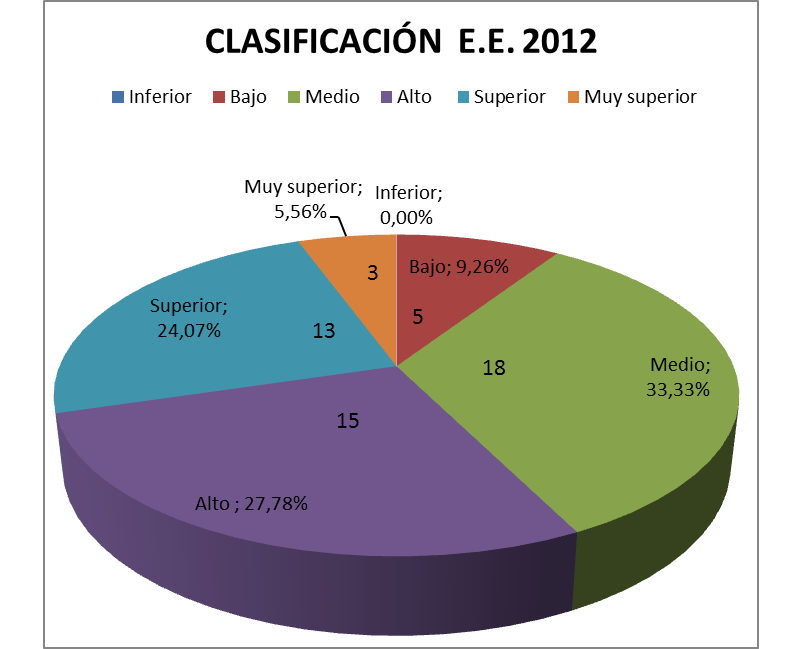 CLASIFICACIÓN E.E. 2012
Inferior Bajo Medio Alto Superior Muy superior
Muy superior;
5,56%
Inferior;
0,00%
3
Bajo; 9,26%
5
Superior;
24,07%
13
18
Medio;
33,33%
15
Alto ; 27,78%